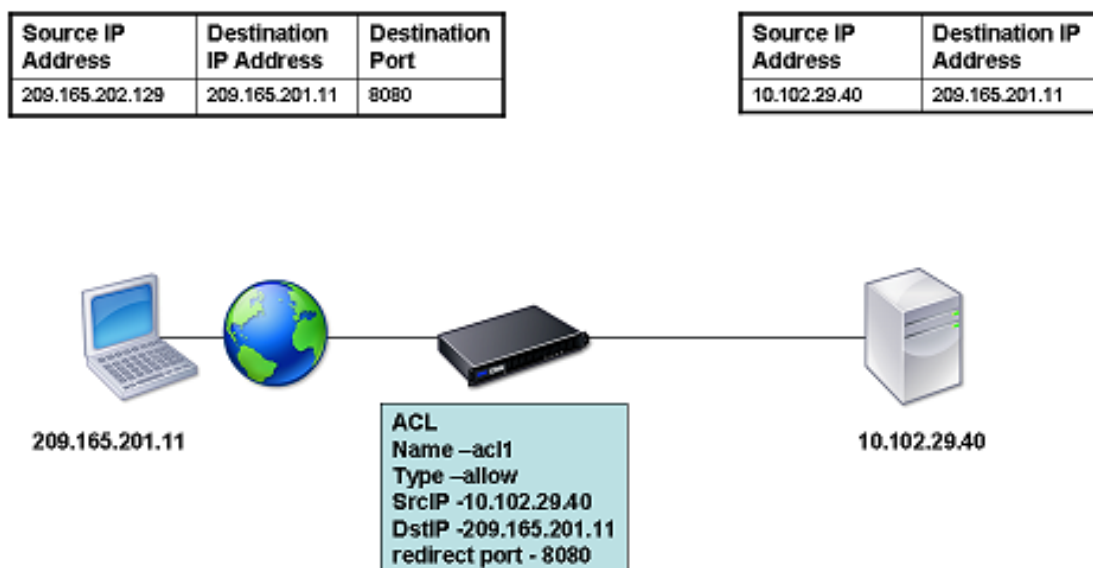 Source IP Address
Destination IP Address
Destination Port
209.165.202.129
209.165.201.11
8080
Source IP Address
Destination IP Address
10.102.29.40
209.165.201.11
209.165.201.11
10.102.29.40
ACL
Name –acl1
Type –allow
SrcIP -10.102.29.40
DstIP -209.165.201.11
redirect port - 8080